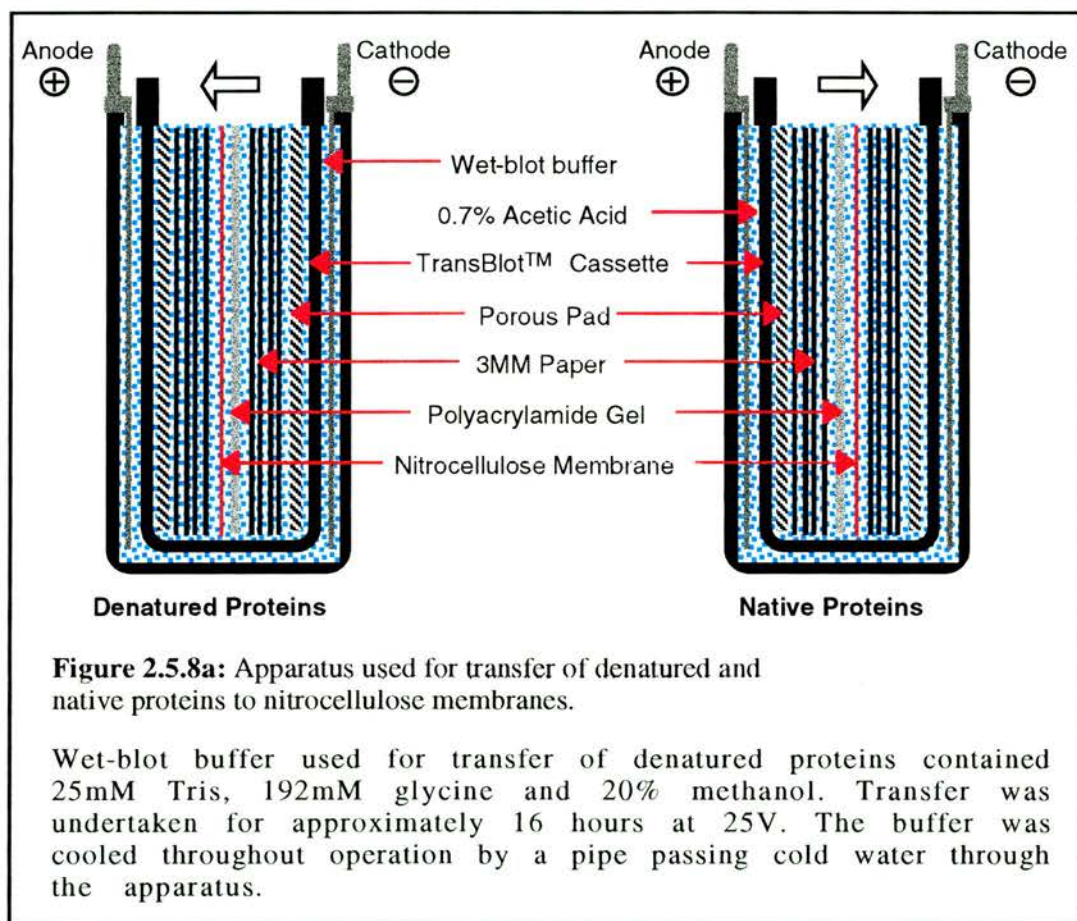 Anode
Cathode
Anode
Cathode
Wet-blot buffer
0.7% Acetic Acid
TransBlot™ Cassette
Porous Pad
3MM Paper
Polyacrylamide Gel
Nitrocellulose Membrane
Denatured Proteins
Native Proteins
Figure 2.5.8a: Apparatus used for transfer of denatured and
native proteins to nitrocellulose membranes.
Wet-blot buffer used for transfer of denatured proteins contained
25mM Tris, 192mM glycine and 20% methanol. Transfer was
undertaken for approximately 16 hours at 25V. The buffer was
cooled throughout operation by a pipe passing cold water through
the apparatus.